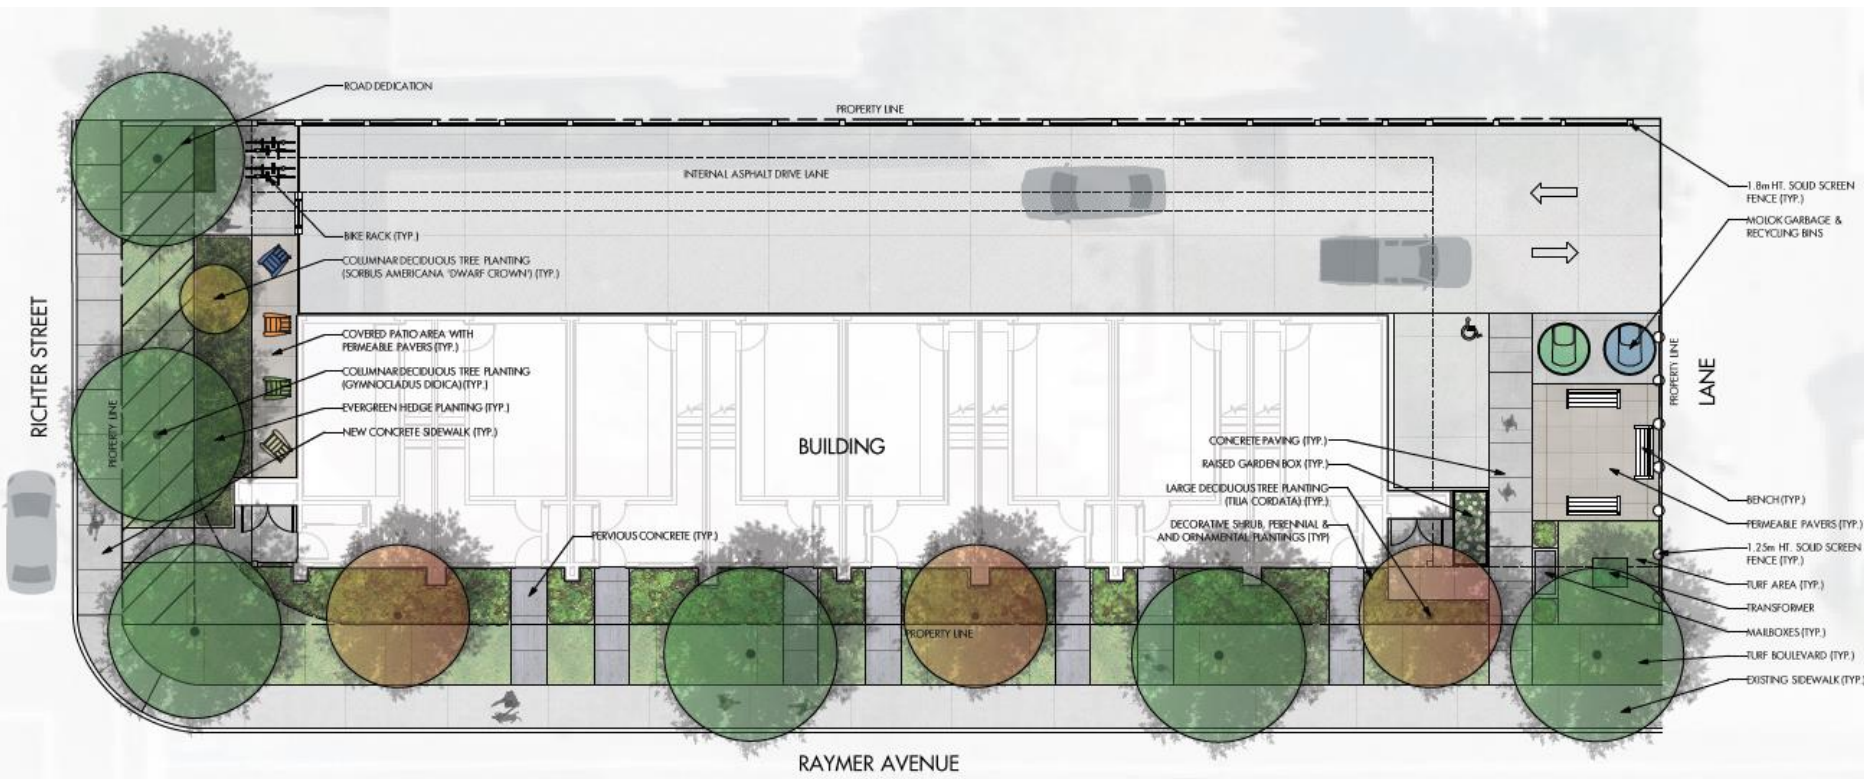 ROAD DEDICATION
PROPERTY LINE
INTERNAL ASPHALT DRIVE LANE
1.8m HT. SOLID SCREEN
FENCE (TYP.)
MOLOK GARBAGE &
RECYCLING BINS
BIKE RACK (TYP.)
COLUMNAR DECIDUOUS TREE PLANTING
(SORBUS AMERICANA 'DWARF CROWN') (TYP.)
RICHTER STREET
PROPERTY LINE
COVERED PATIO AREA WITH
PERMEABLE PAVERS (TYP.)
COLUMNAR DECIDUOUS TREE PLANTING
(GYMNOCLADUS DIOICA) (TYP.)
EVERGREEN HEDGE PLANTING (TYP.)
NEW CONCRETE SIDEWALK (TYP.)
BUILDING
PROPERTY LINE
LANE
CONCRETE PAVING (TYP.)
RAISED GARDEN BOX (TYP.)
LARGE DECIDUOUS TREE PLANTING
(TILIA CORDATA) (TYP.)
DECORATIVE SHRUB, PERENNIAL &
AND ORNAMENTAL PLANTINGS (TYP)
PERVIOUS CONCRETE (TYP.)
BENCH (TYP.)
PERMEABLE PAVERS (TYP.)
1.25m HT. SOLID SCREEN
FENCE (TYP.)
TURF AREA (TYP.)
TRANSFORMER
MAILBOXES (TYP.)
TURF BOULEVARD (TYP.)
EXISTING SIDEWALK (TYP.)
PROPERTY LINE
RAYMER AVENUE